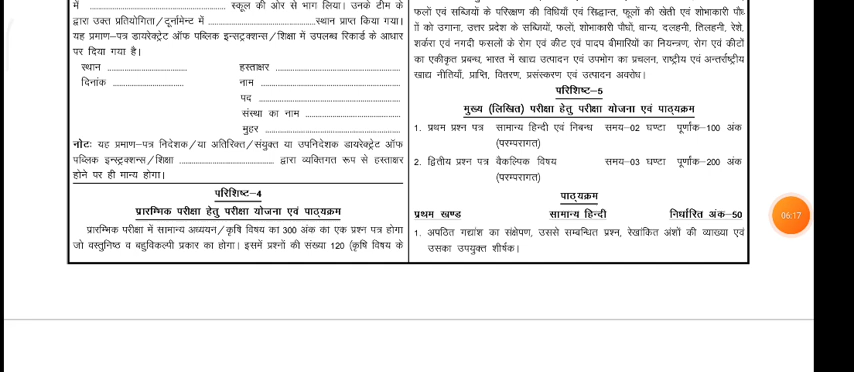 में .................................................. स्कूल की ओर से भाग लिया। उनके टीम के
द्वारा उक्त प्रतियोगिता/टूर्नामेन्ट में ........................................स्थान प्राप्त किया गया।
यह प्रमाण–पत्र डायरेक्ट्रेट ऑफ पब्लिक इन्सट्रक्शन्स/शिक्षा में उपलब्ध रिकार्ड के आधार
पर दिया गया है।
स्थान ..............................
हस्ताक्षर ..............................................
दिनांक ..........................
नाम ....................................................
पद ....................................................
संस्था का नाम ...................................
मुहर ..................................................
नोटः यह प्रमाण–पत्र निदेशक/या अतिरिक्त/संयुक्त या उपनिदेशक डायरेक्ट्रेट ऑफ
पब्लिक इन्स्ट्रक्शन्स/शिक्षा ................................... द्वारा व्यक्तिगत रूप से हस्ताक्षर
होने पर ही मान्य होगा।
परिशिष्ट–4
प्रारम्भिक परीक्षा हेतु परीक्षा योजना एवं पाठ्यक्रम
प्रारम्भिक परीक्षा में सामान्य अध्ययन/कृषि विषय का 300 अंक का एक प्रश्न पत्र होगा
जो वस्तुनिष्ठ व बहुविकल्पी प्रकार का होगा। इसमें प्रश्नों की संख्या 120 (कृषि विषय के
फलों एवं सब्जियों के परिरक्षण की विधियाँ एवं सिद्धान्त, फूलों की खेती एवं शोभाकारी पौध
ों को उगाना, उत्तर प्रदेश के सब्जियों, फलों, शोभाकारी पौधों, धान्य, दलहनी, तिलहनी, रेशे,
शर्करा एवं नगदी फसलों के रोग एवं कीट एवं पादप बीमारियों का नियन्त्रण, रोग एवं कीटों
का एकीकृत प्रबन्ध, भारत में खाद्य उत्पादन एवं उपभोग का प्रचलन, राष्ट्रीय एवं अन्तर्राष्ट्रीय
खाद्य नीतियाँ, प्राप्ति, वितरण, प्रसंस्करण एवं उत्पादन अवरोध।
परिशिष्ट–5
मुख्य (लिखित) परीक्षा हेतु परीक्षा योजना एवं पाठ्यक्रम
1. प्रथम प्रश्न पत्र सामान्य हिन्दी एवं निबन्ध समय–02 घण्टा पूर्णांक–100 अंक
(परम्परागत)
2. द्वितीय प्रश्न पत्र वैकल्पिक विषय समय–03 घण्टा पूर्णांक–200 अंक
(परम्परागत)
पाठ्यक्रम
प्रथम खण्ड सामान्य हिन्दी निर्धारित अंक–50
1. अपठित गद्यांश का संक्षेपण, उससे सम्बन्धित प्रश्न, रेखांकित अंशों की व्याख्या एवं
उसका उपयुक्त शीर्षक।
06:17